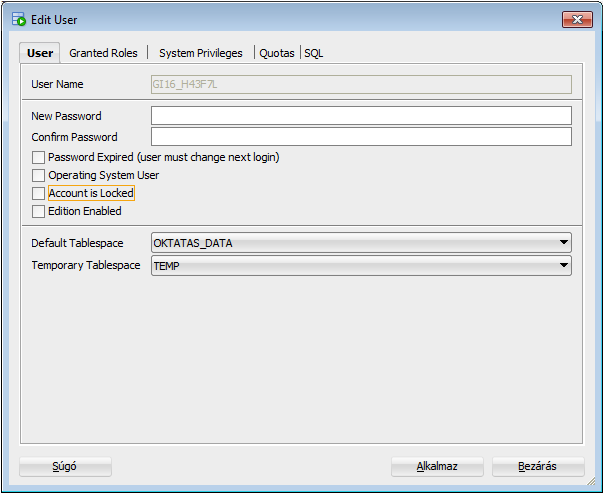 Edit User
User Granted Roles System Privileges Quotas SQL
User Name GI16_H43F7L
New Password
Confirm Password
Password Expired (user must change next login)
Operating System User
Account is Locked
Edition Enabled
Default Tablespace OKTATAS_DATA
Temporary Tablespace TEMP
Súgó Alkalmaz Bezárás